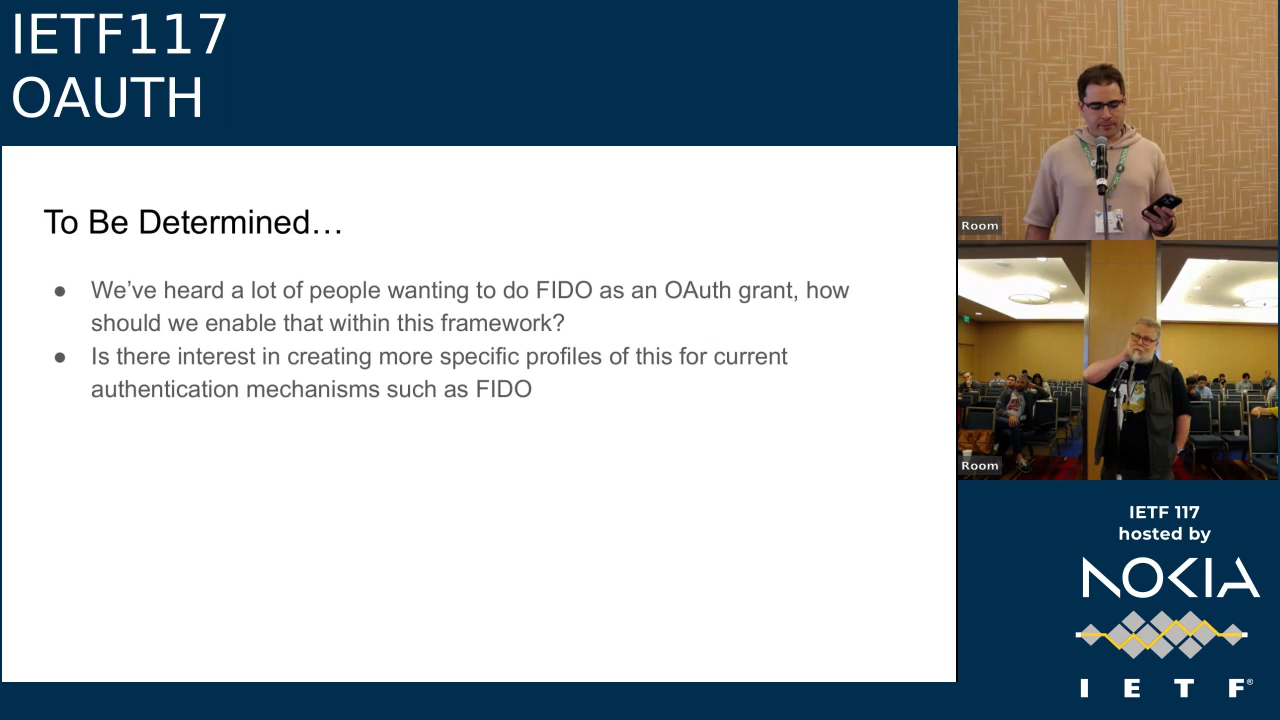 IETF117
OAUTH
To Be Determined…
● We’ve heard a lot of people wanting to do FIDO as an OAuth grant, how
should we enable that within this framework?
● Is there interest in creating more specific profiles of this for current
authentication mechanisms such as FIDO
Room
Room
IETF 117
hosted by
NOKIA
I E T F®